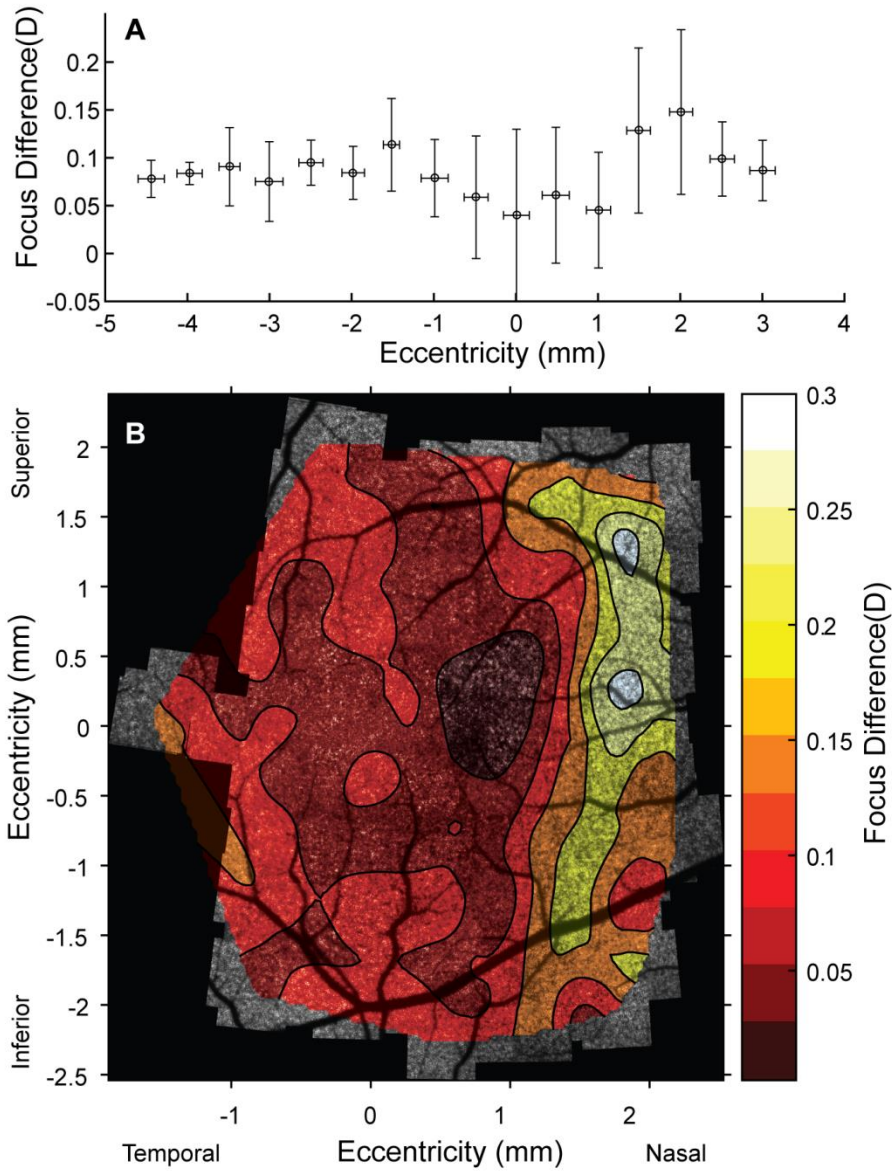 A
Focus Difference(D)
0.2
0.15
0.1
0.05
0
-0.05
-5 -4 -3 -2 -1 0 1 2 3 4
Eccentricity (mm)
B
Superior
Eccentricity (mm)
Inferior
2
1.5
1
0.5
0
-0.5
-1
-1.5
-2
-2.5
-1 0 1 2
Temporal Eccentricity (mm) Nasal
0.3
0.25
0.2
0.15
0.1
0.05
Focus Difference(D)